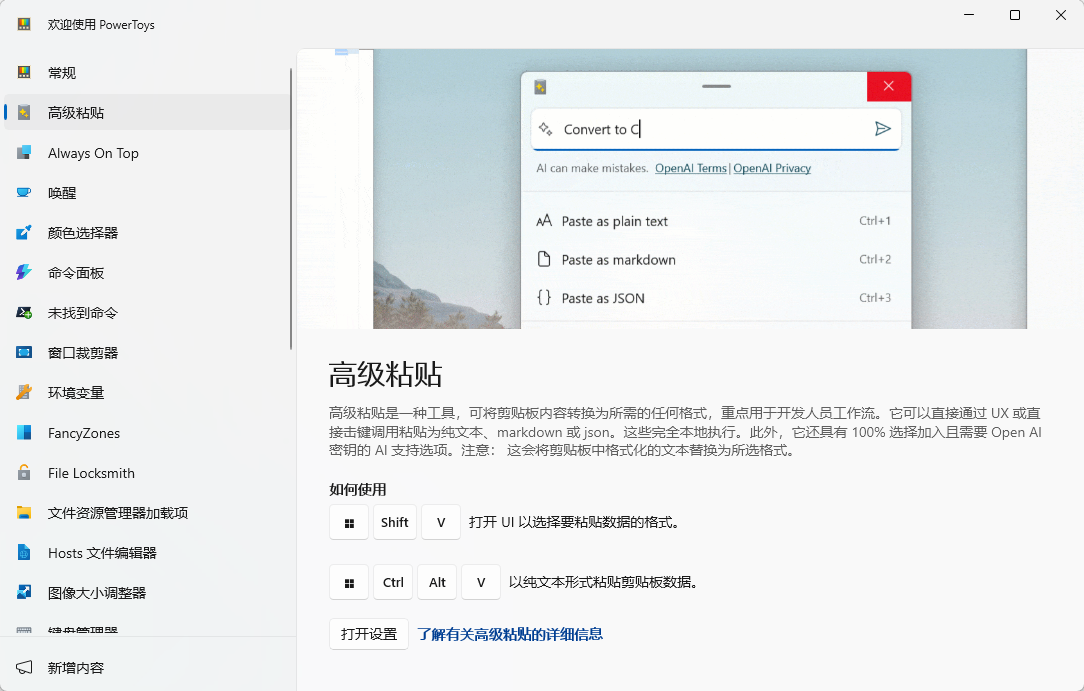 欢迎使用 PowerToys
常规
高级粘贴
Always On Top
唤醒
颜色选择器
命令面板
未找到命令
窗口裁剪器
环境变量
FancyZones
File Locksmith
文件资源管理器加载项
Hosts 文件编辑器
图像大小调整器
键盘管理器
新增内容
Convert to C
AI can make mistakes. OpenAI Terms | OpenAI Privacy
Paste as plain text Ctrl+1
Paste as markdown Ctrl+2
Paste as JSON Ctrl+3
高级粘贴
高级粘贴是一种工具，可将剪贴板内容转换为所需的任何格式，重点用于开发人员工作流。它可以直接通过 UX 或直
接击键调用粘贴为纯文本、markdown 或 json。这些完全本地执行。此外，它还具有 100% 选择加入且需要 Open AI
密钥的 AI 支持选项。注意： 这会将剪贴板中格式化的文本替换为所选格式。
如何使用
Shift V 打开 UI 以选择要粘贴数据的格式。
Ctrl Alt V 以纯文本形式粘贴剪贴板数据。
打开设置 了解有关高级粘贴的详细信息